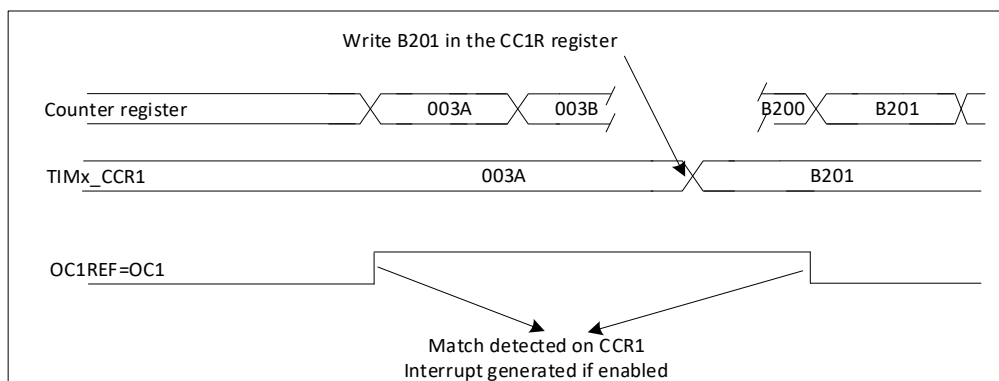 Write B201 in the CC1R register
Counter register
003A
003B
B200
B201
TIMx_CCR1
003A
B201
OC1REF=OC1
Match detected on CCR1
Interrupt generated if enabled